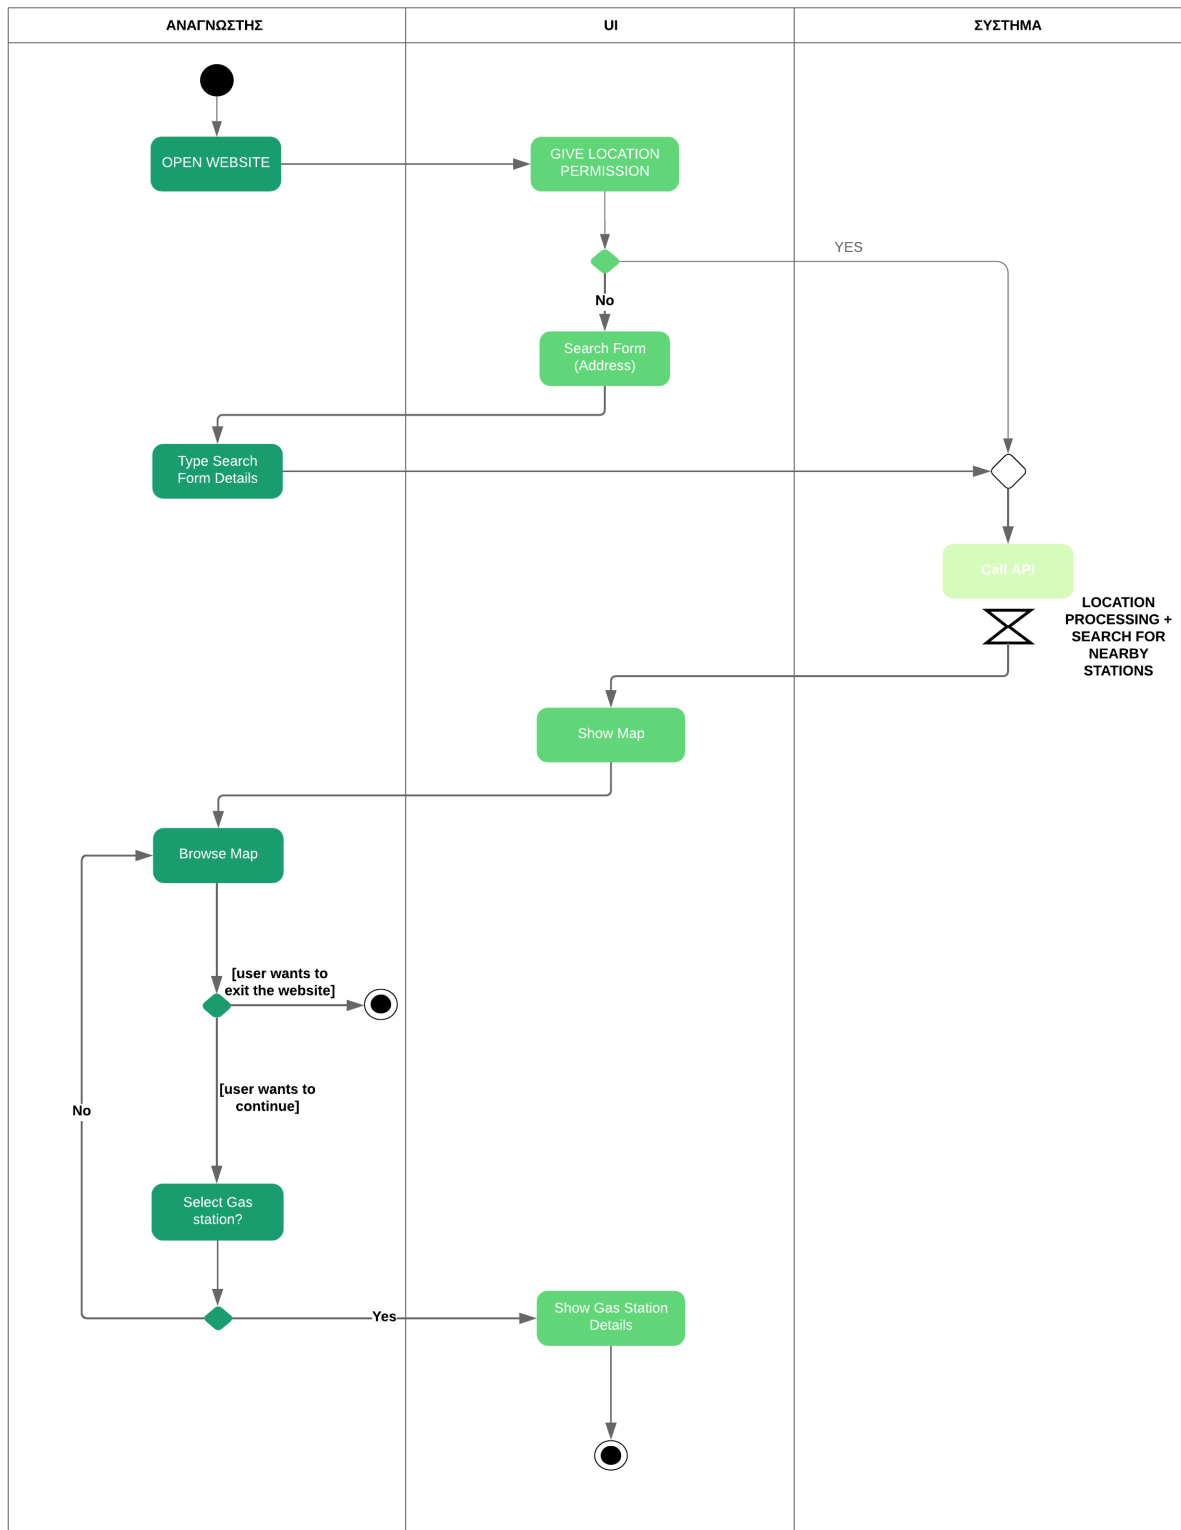 ΑΝΑΓΝΩΣΤΗΣ
UI
ΣΥΣΤΗΜΑ
OPEN WEBSITE
GIVE LOCATION
PERMISSION
YES
No
Search Form
(Address)
Type Search
Form Details
Call API
LOCATION
PROCESSING +
SEARCH FOR
NEARBY
STATIONS
Show Map
Browse Map
[user wants to
exit the website]
[user wants to
continue]
No
Select Gas
station?
Yes
Show Gas Station
Details